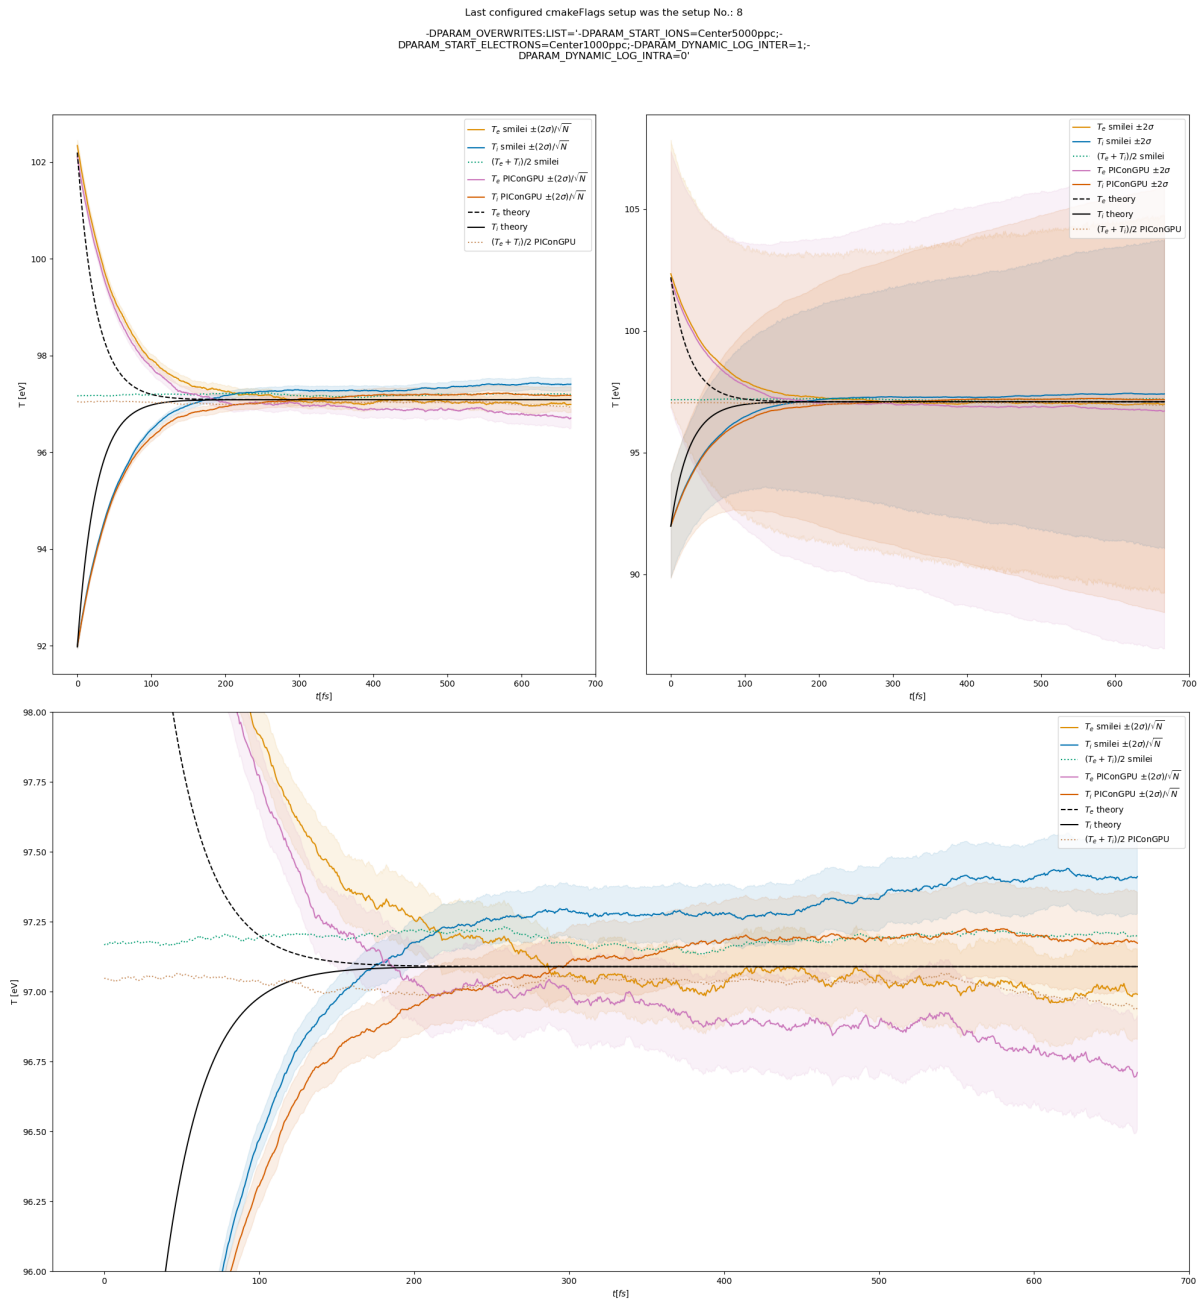 Last configured cmakeFlags setup was the setup No.: 8
-DPARAM_OVERWRITES:LIST='-DPARAM_START_IONS=Center5000ppc;-
DPARAM_START_ELECTRONS=Center1000ppc;-DPARAM_DYNAMIC_LOG_INTER=1;-
DPARAM_DYNAMIC_LOG_INTRA=0'
T [eV]
102
100
98
96
94
92
0 100 200 300 400 500 600 700
t[fs]
T_e smilei ±(2σ)/√N
T_i smilei ±(2σ)/√N
(T_e + T_i)/2 smilei
T_e PIConGPU ±(2σ)/√N
T_i PIConGPU ±(2σ)/√N
T_e theory
T_i theory
(T_e + T_i)/2 PIConGPU
T [eV]
105
100
95
90
0 100 200 300 400 500 600 700
t[fs]
T_e smilei ±2σ
T_i smilei ±2σ
(T_e + T_i)/2 smilei
T_e PIConGPU ±2σ
T_i PIConGPU ±2σ
T_e theory
T_i theory
(T_e + T_i)/2 PIConGPU
T [eV]
98.00
97.75
97.50
97.25
97.00
96.75
96.50
96.25
96.00
0 100 200 300 400 500 600 700
t[fs]
T_e smilei ±(2σ)/√N
T_i smilei ±(2σ)/√N
(T_e + T_i)/2 smilei
T_e PIConGPU ±(2σ)/√N
T_i PIConGPU ±(2σ)/√N
T_e theory
T_i theory
(T_e + T_i)/2 PIConGPU